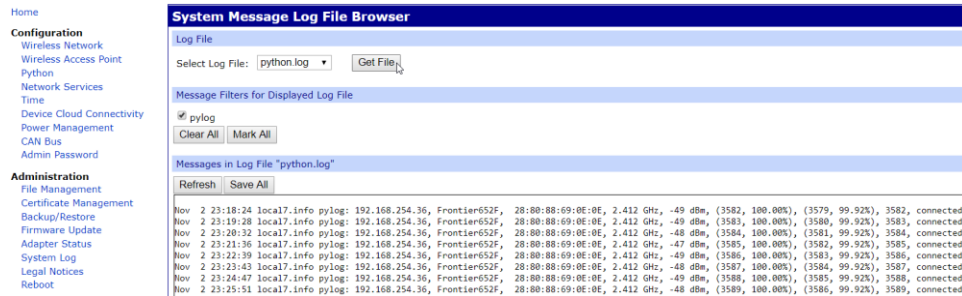 Home
Configuration
Wireless Network
Wireless Access Point
Python
Network Services
Time
Device Cloud Connectivity
Power Management
CAN Bus
Admin Password
Administration
File Management
Certificate Management
Backup/Restore
Firmware Update
Adapter Status
System Log
Legal Notices
Reboot
System Message Log File Browser
Log File
Select Log File: python.log Get File
Message Filters for Displayed Log File
pylog
Clear All Mark All
Messages in Log File "python.log"
Refresh Save All
Nov 2 23:18:24 local7.info pylog: 192.168.254.36, Frontier652F, 28:80:88:69:0E:0E, 2.412 GHz, -49 dBm, (3582, 100.00%), (3579, 99.92%), 3582, connected
Nov 2 23:19:28 local7.info pylog: 192.168.254.36, Frontier652F, 28:80:88:69:0E:0E, 2.412 GHz, -49 dBm, (3583, 100.00%), (3580, 99.92%), 3583, connected
Nov 2 23:20:32 local7.info pylog: 192.168.254.36, Frontier652F, 28:80:88:69:0E:0E, 2.412 GHz, -48 dBm, (3584, 100.00%), (3581, 99.92%), 3584, connected
Nov 2 23:21:36 local7.info pylog: 192.168.254.36, Frontier652F, 28:80:88:69:0E:0E, 2.412 GHz, -47 dBm, (3585, 100.00%), (3582, 99.92%), 3585, connected
Nov 2 23:22:39 local7.info pylog: 192.168.254.36, Frontier652F, 28:80:88:69:0E:0E, 2.412 GHz, -49 dBm, (3586, 100.00%), (3583, 99.92%), 3586, connected
Nov 2 23:23:43 local7.info pylog: 192.168.254.36, Frontier652F, 28:80:88:69:0E:0E, 2.412 GHz, -48 dBm, (3587, 100.00%), (3584, 99.92%), 3587, connected
Nov 2 23:24:47 local7.info pylog: 192.168.254.36, Frontier652F, 28:80:88:69:0E:0E, 2.412 GHz, -49 dBm, (3588, 100.00%), (3585, 99.92%), 3588, connected
Nov 2 23:25:51 local7.info pylog: 192.168.254.36, Frontier652F, 28:80:88:69:0E:0E, 2.412 GHz, -48 dBm, (3589, 100.00%), (3586, 99.92%), 3589, connected